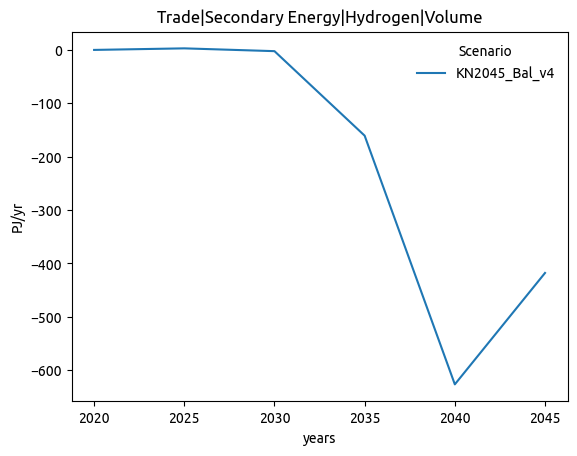 Trade|Secondary Energy|Hydrogen|Volume
Scenario
KN2045_Bal_v4
0
−100
−200
−300
−400
−500
−600
PJ/yr
2020 2025 2030 2035 2040 2045
years